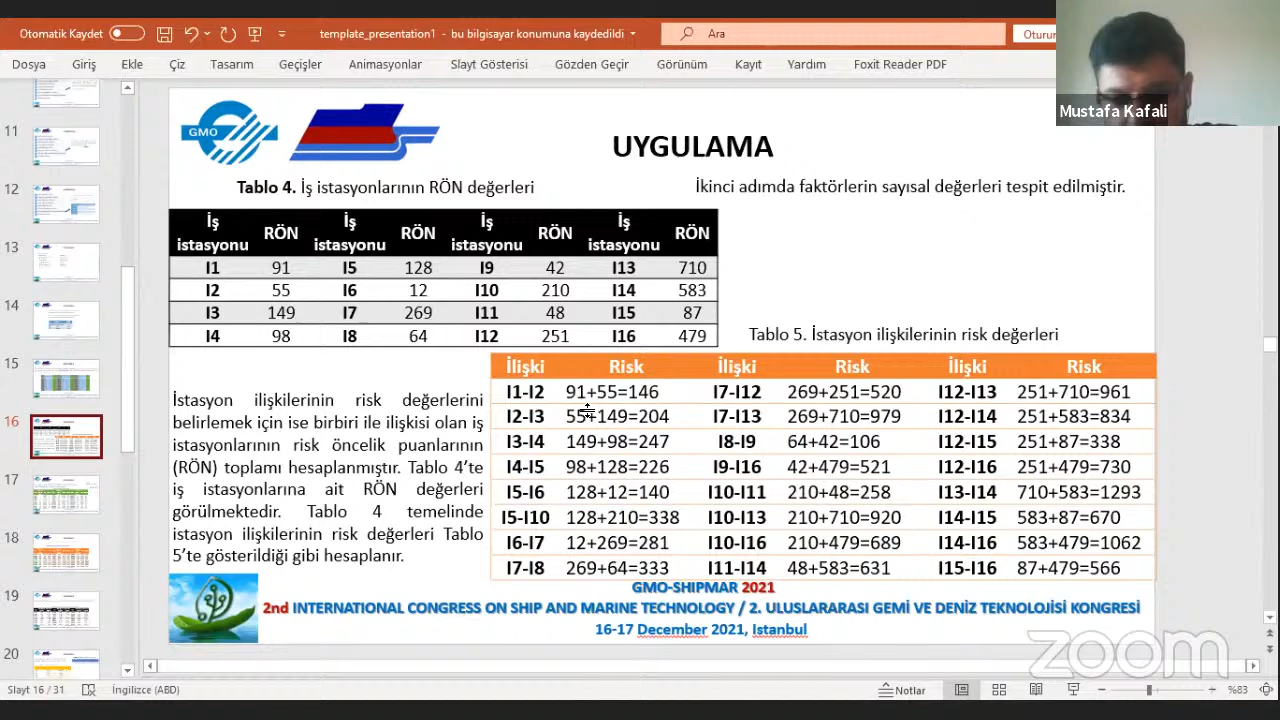 Otomatik Kaydet
template_presentation1 - bu bilgisayar konumuna kaydedildi
Ara
Oturu
Dosya Giriş Ekle Çiz Tasarım Geçişler Animasyonlar Slayt Gösterisi Gözden Geçir Görünüm Kayıt Yardım Foxit Reader PDF
Mustafa Kafali
11
12
13
14
15
16
17
18
19
20
GMO
UYGULAMA
Tablo 4. İş istasyonlarının RÖN değerleri
İş istasyonu RÖN İş istasyonu RÖN İş istasyonu RÖN İş istasyonu RÖN
I1 91 I5 128 I9 42 I13 710
I2 55 I6 12 I10 210 I14 583
I3 149 I7 269 I11 48 I15 87
I4 98 I8 64 I12 251 I16 479
Tablo 5. İstasyon ilişkilerinin risk değerleri
İlişki Risk İlişki Risk İlişki Risk
I1-I2 91+55=146 I7-I12 269+251=520 I12-I13 251+710=961
I2-I3 55+149=204 I7-I13 269+710=979 I12-I14 251+583=834
I3-I4 149+98=247 I8-I9 64+42=106 I12-I15 251+87=338
I4-I5 98+128=226 I9-I16 42+479=521 I12-I16 251+479=730
I5-I6 128+12=140 I10-I11 210+48=258 I13-I14 710+583=1293
I5-I10 128+210=338 I10-I13 210+710=920 I14-I15 583+87=670
I6-I7 12+269=281 I10-I16 210+479=689 I14-I16 583+479=1062
I7-I8 269+64=333 I11-I14 48+583=631 I15-I16 87+479=566
İstasyon ilişkilerinin risk değerlerini
belirlemek için ise birbiri ile ilişkisi olan iş
istasyonlarının risk öncelik puanlarının
(RÖN) toplamı hesaplanmıştır. Tablo 4'te
iş istasyonlarına ait RÖN değerleri
görülmektedir. Tablo 4 temelinde
istasyon ilişkilerinin risk değerleri Tablo
5'te gösterildiği gibi hesaplanır.
GMO-SHIPMAR 2021
2nd INTERNATIONAL CONGRESS ON SHIP AND MARINE TECHNOLOGY / 2. ULUSLARARASI GEMİ VE DENİZ TEKNOLOJİSİ KONGRESİ
16-17 December 2021, Istanbul
zoom
Slayt 16 / 31 İngilizce (ABD) Notlar %83